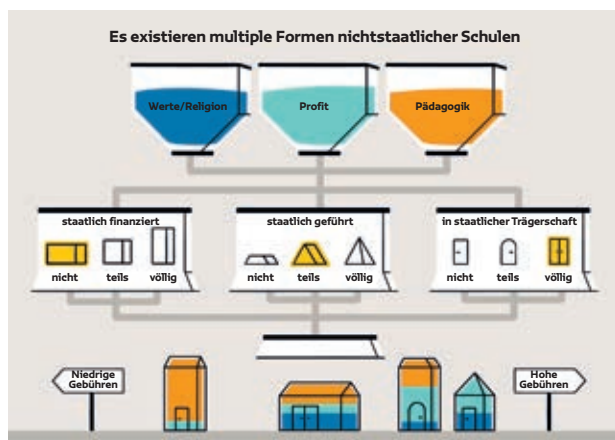 Es existieren multiple Formen nichtstaatlicher Schulen
Werte/Religion
Profit
Pädagogik
staatlich finanziert
nicht teils völlig
staatlich geführt
nicht teils völlig
in staatlicher Trägerschaft
nicht teils völlig
Niedrige
Gebühren
Hohe
Gebühren